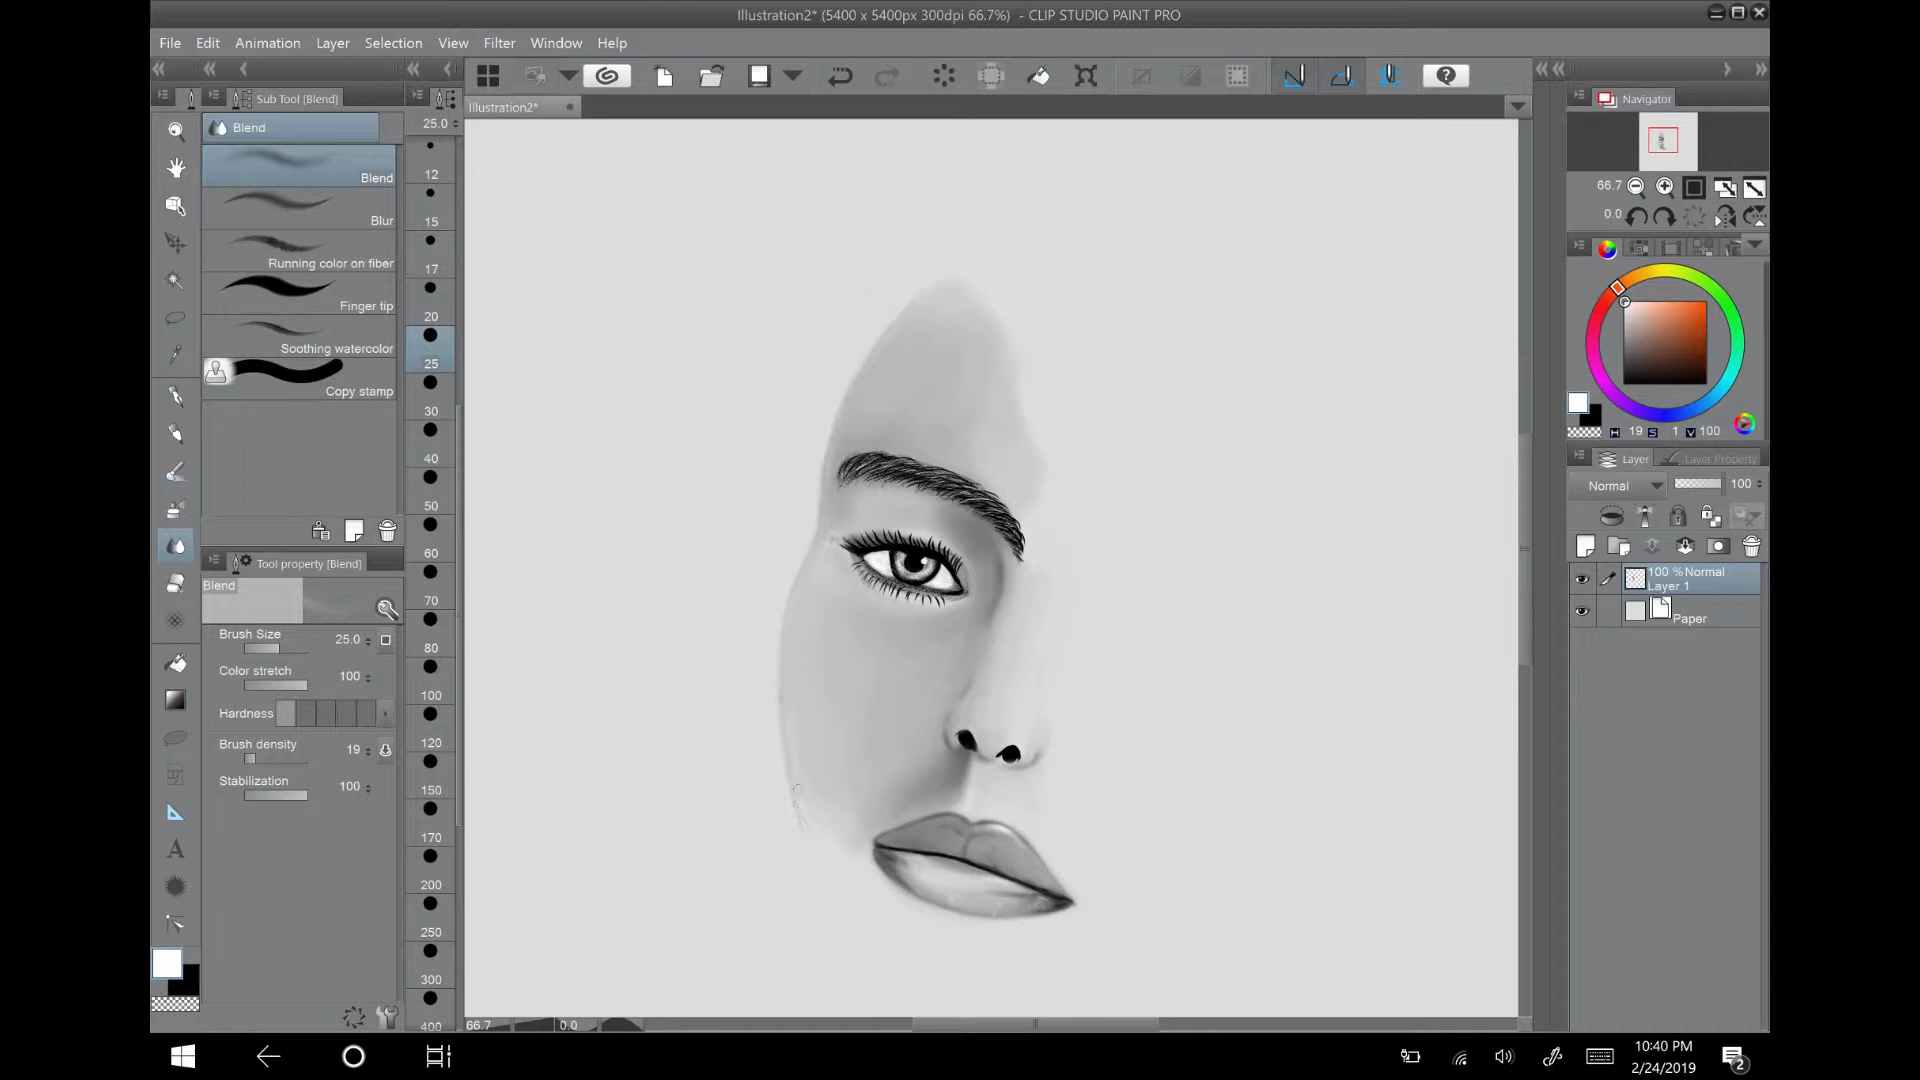 Illustration2* (5400 x 5400px 300dpi 66.7%) - CLIP STUDIO PAINT PRO
File Edit Animation Layer Selection View Filter Window Help
Sub Tool [Blend]
Blend
Blend
Blur
Running color on fiber
Finger tip
Soothing watercolor
Copy stamp
Tool property [Blend]
Blend
Brush Size 25.0
Color stretch 100
Hardness
Brush density 19
Stabilization 100
A
25.0
12
15
17
20
25
30
40
50
60
70
80
100
120
150
170
200
250
300
400
Illustration2*
66.7 0.0
Navigator
66.7
0.0
H 19 S 1 V 100
Layer Layer Property
Normal 100
100 % Normal
Layer 1
Paper
10:40 PM
2/24/2019
2